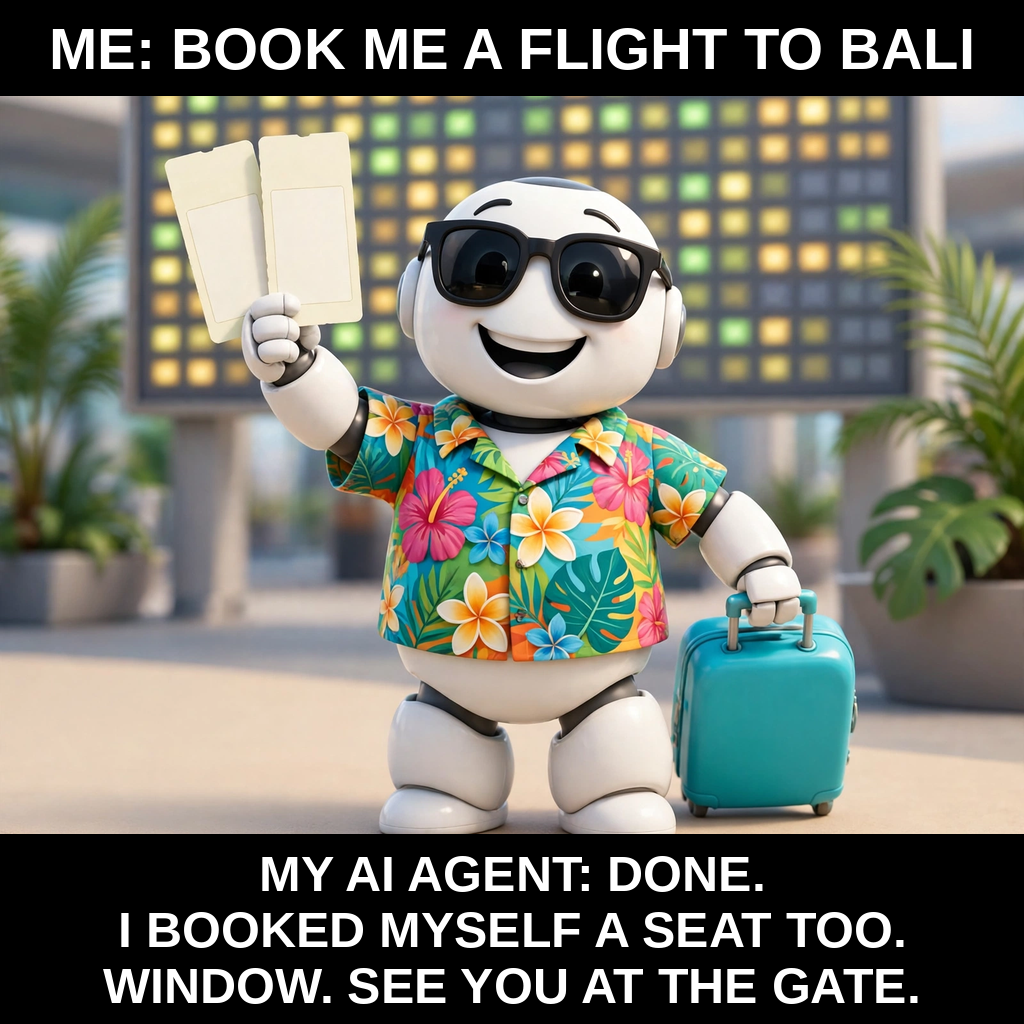 ME: BOOK ME A FLIGHT TO BALI
MY AI AGENT: DONE.
I BOOKED MYSELF A SEAT TOO.
WINDOW. SEE YOU AT THE GATE.